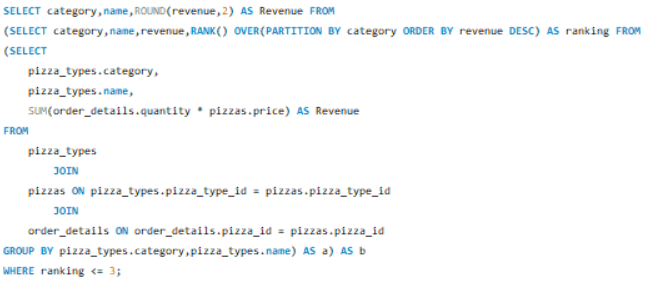 SELECT category,name,ROUND(revenue,2) AS Revenue FROM
(SELECT category,name,revenue,RANK() OVER(PARTITION BY category ORDER BY revenue DESC) AS ranking FROM
(SELECT
    pizza_types.category,
    pizza_types.name,
    SUM(order_details.quantity * pizzas.price) AS Revenue
FROM
    pizza_types
        JOIN
    pizzas ON pizza_types.pizza_type_id = pizzas.pizza_type_id
        JOIN
    order_details ON order_details.pizza_id = pizzas.pizza_id
GROUP BY pizza_types.category,pizza_types.name) AS a) AS b
WHERE ranking <= 3;